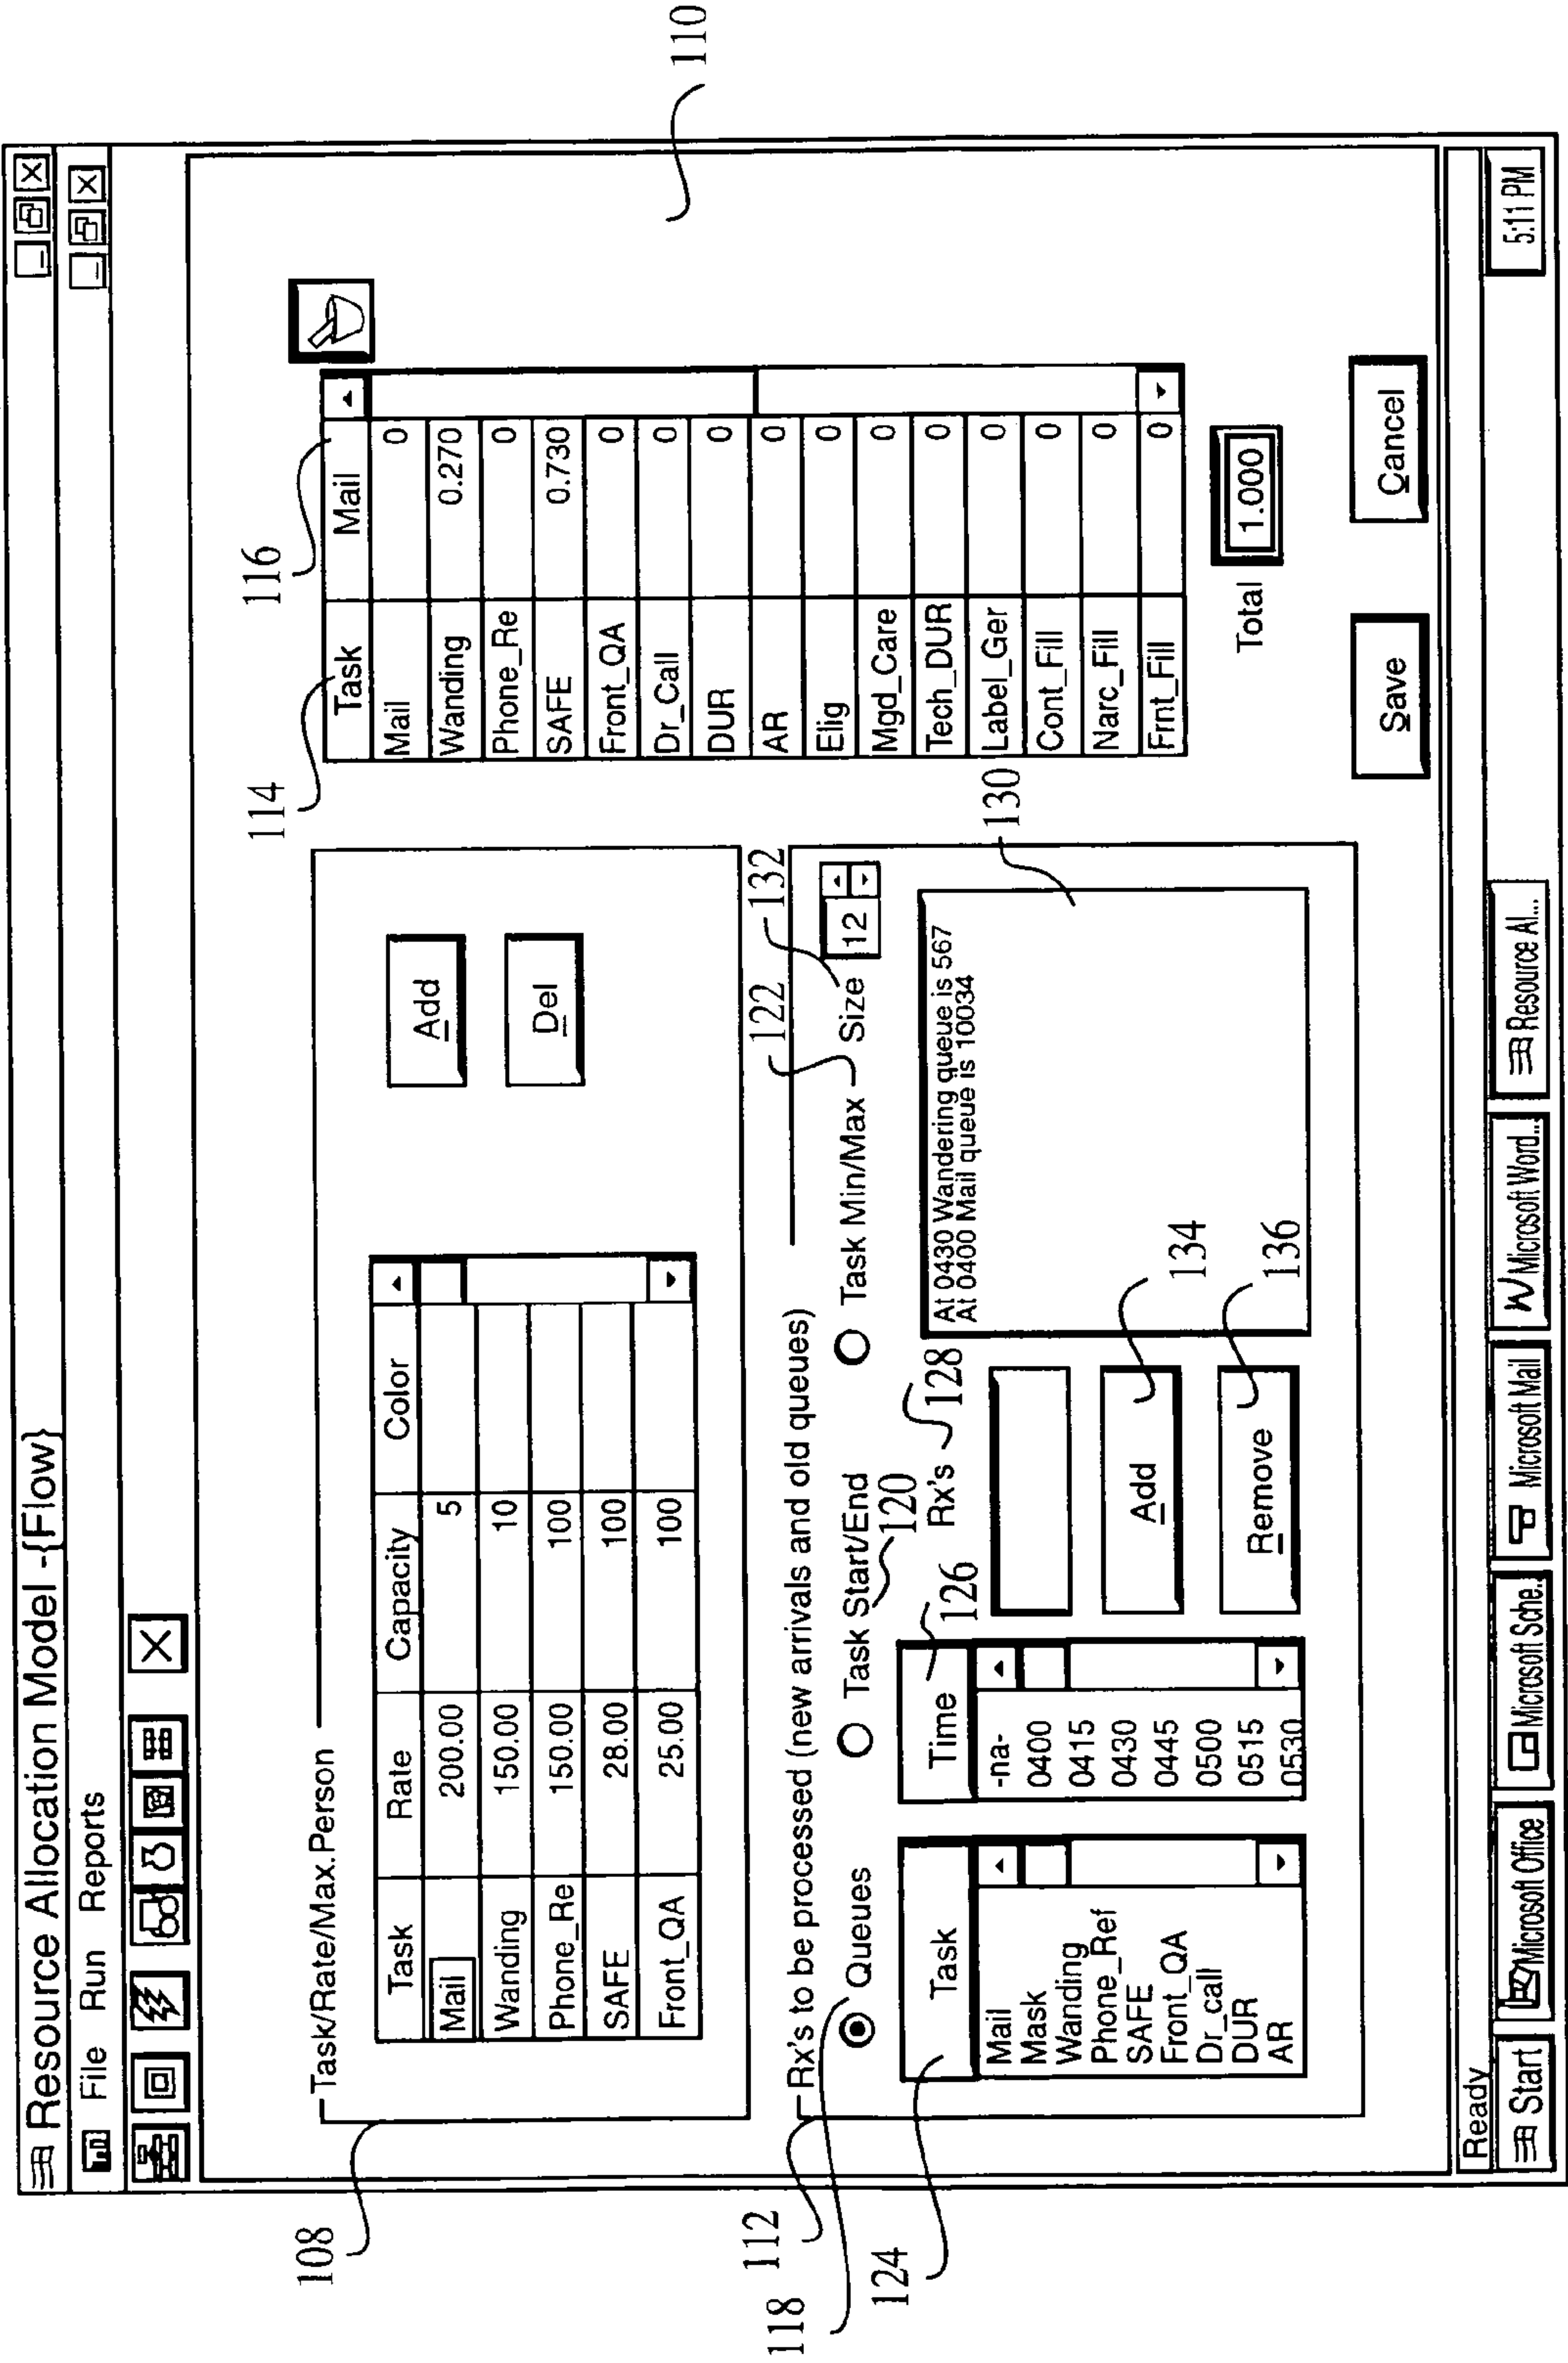 Resource Allocation Model -{Flow}
File Run Reports
110
108
Task/Rate/Max.Person
Task Rate Capacity Color
Mail 200.00 5
Wanding 150.00 10
Phone_Re 150.00 100
SAFE 28.00 100
Front_QA 25.00 100
Add
Del
114
116
Task Mail
Mail 0
Wanding 0.270
Phone_Re 0
SAFE 0.730
Front_QA 0
Dr_Call 0
DUR 0
AR 0
Elig 0
Mgd_Care 0
Tech_DUR 0
Label_Ger 0
Cont_Fill 0
Narc_Fill 0
Frnt_Fill 0
Total 1.000
112
Rx's to be processed (new arrivals and old queues)
122
132
118
Queues
Task Start/End
Task Min/Max
Size 12
120
124
Task
Mail
Mask
Wanding
Phone_Ref
SAFE
Front_QA
Dr_call
DUR
AR
126
Time
-na-
0400
0415
0430
0445
0500
0515
0530
Rx's
128
Add
134
Remove
136
130
At 0430 Wandering queue is 567
At 0400 Mail queue is 10034
Save
Cancel
Ready
Start
Microsoft Office
Microsoft Sche..
Microsoft Mail
Microsoft Word...
Resource Al...
5:11 PM